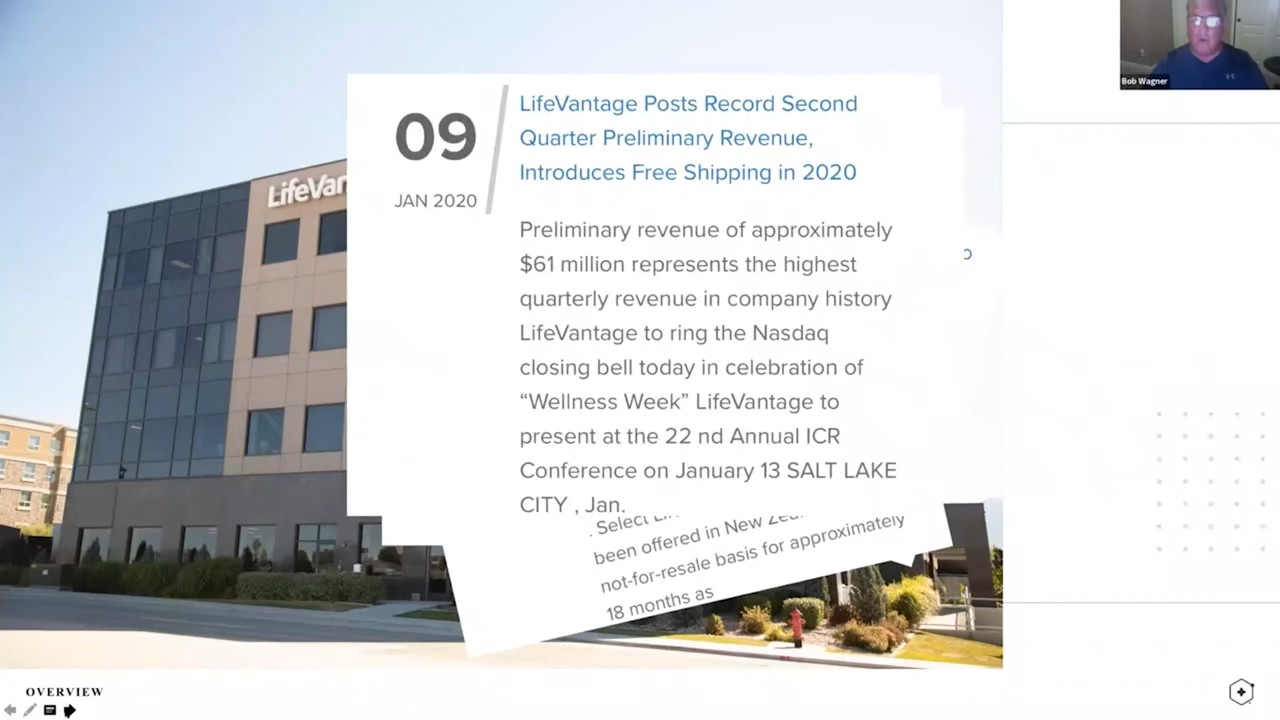 Bob Wagner
LifeVan
09
JAN 2020
LifeVantage Posts Record Second
Quarter Preliminary Revenue,
Introduces Free Shipping in 2020
Preliminary revenue of approximately
$61 million represents the highest
quarterly revenue in company history
LifeVantage to ring the Nasdaq
closing bell today in celebration of
“Wellness Week” LifeVantage to
present at the 22 nd Annual ICR
Conference on January 13 SALT LAKE
CITY , Jan.
. Select
been offered in New
not-for-resale basis for approximately
18 months as
OVERVIEW